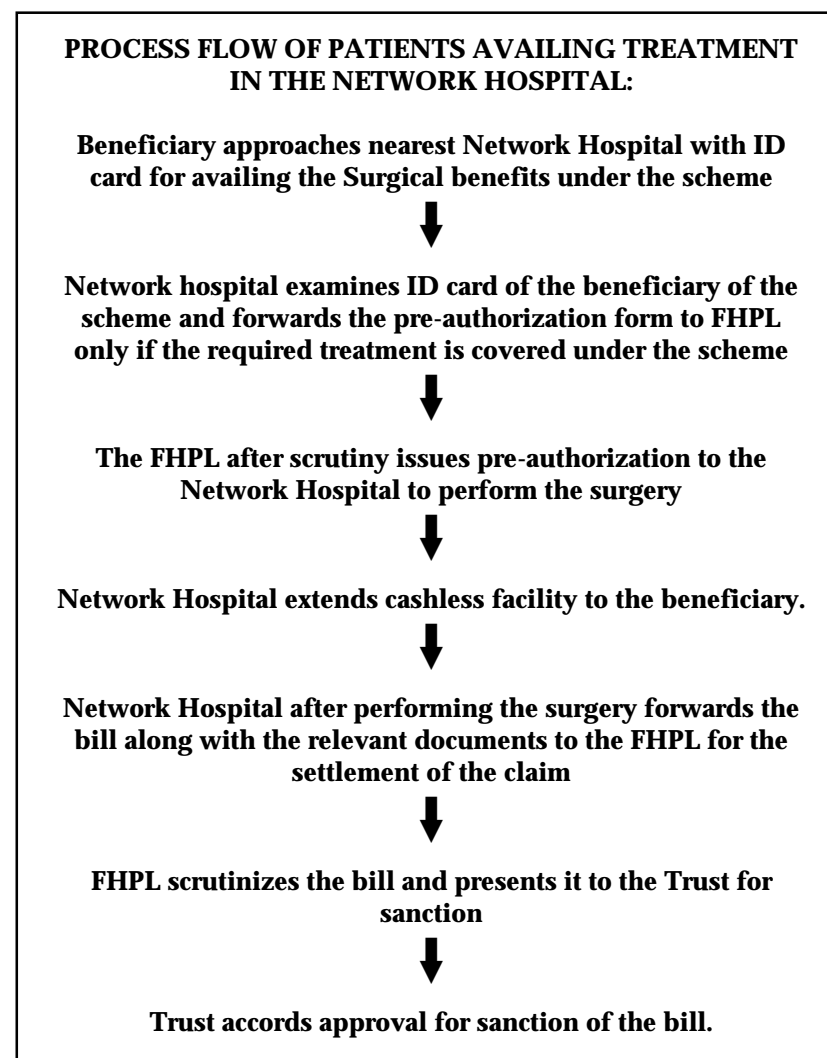 PROCESS FLOW OF PATIENTS AVAILING TREATMENT
IN THE NETWORK HOSPITAL:
Beneficiary approaches nearest Network Hospital with ID
card for availing the Surgical benefits under the scheme
Network hospital examines ID card of the beneficiary of the
scheme and forwards the pre-authorization form to FHPL
only if the required treatment is covered under the scheme
The FHPL after scrutiny issues pre-authorization to the
Network Hospital to perform the surgery
Network Hospital extends cashless facility to the beneficiary.
Network Hospital after performing the surgery forwards the
bill along with the relevant documents to the FHPL for the
settlement of the claim
FHPL scrutinizes the bill and presents it to the Trust for
sanction
Trust accords approval for sanction of the bill.